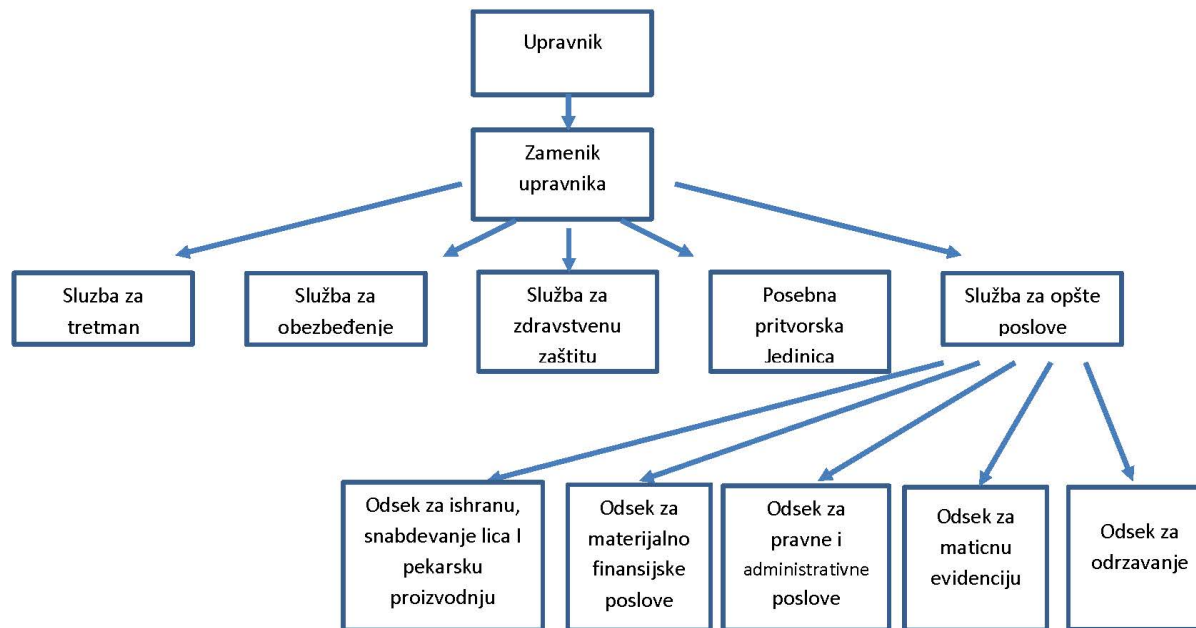 Upravnik
Zamenik
upravnika
Sluzba za
tretman
Služba za
obezbeđenje
Služba za
zdravstvenu
zaštitu
Posebna
pritvorska
Jedinica
Služba za opšte
poslove
Odsek za ishranu,
snabdevanje lica I
pekarsku
proizvodnju
Odsek za
materijalno
finansijske
poslove
Odsek za
pravne i
administrativne
poslove
Odsek za
maticnu
evidenciju
Odsek za
odrzavanje